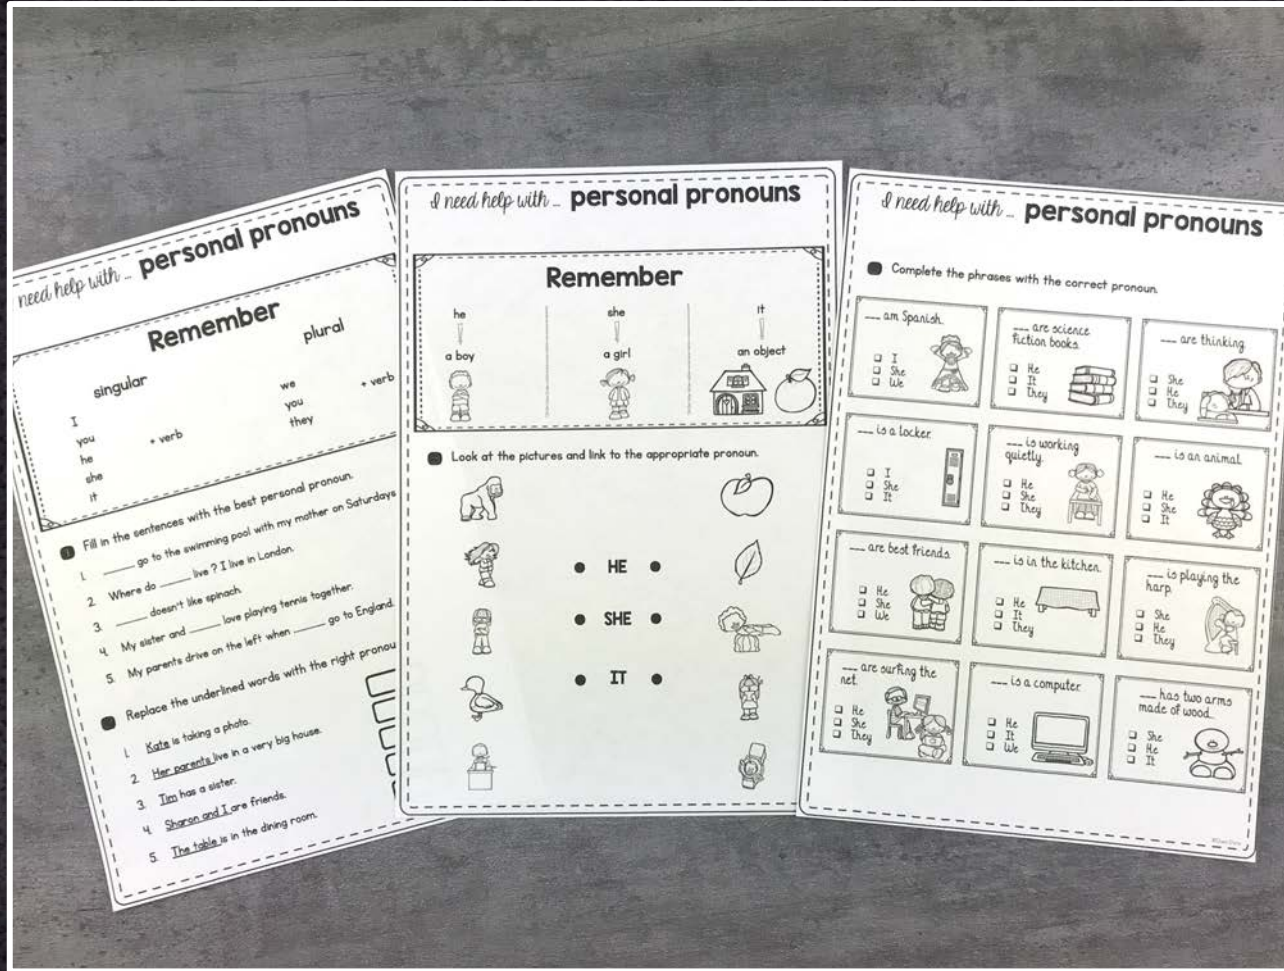 need help with ... personal pronouns
Remember
singular
plural
I
you
he
she
it
+ verb
we
you
they
+ verb
Fill in the sentences with the best personal pronoun.
1. _____ go to the swimming pool with my mother on Saturdays
2. Where do _____ live ? I live in London.
3. _____ doesn't like spinach.
4. My sister and _____ love playing tennis together.
5. My parents drive on the left when _____ go to England.
Replace the underlined words with the right pronou
1. Kate is taking a photo.
2. Her parents live in a very big house.
3. Tim has a sister.
4. Sharon and I are friends.
5. The table is in the dining room.
I need help with ... personal pronouns
Remember
he
a boy
she
a girl
it
an object
Look at the pictures and link to the appropriate pronoun.
HE
SHE
IT
I need help with ... personal pronouns
Complete the phrases with the correct pronoun.
___ am Spanish.
I
She
We
___ are science
fiction books.
He
It
They
___ are thinking.
She
He
They
___ is a locker.
I
She
It
___ is working
quietly.
He
She
They
___ is an animal.
He
She
It
___ are best friends.
He
She
We
___ is in the kitchen.
He
It
They
___ is playing the
harp.
She
He
They
___ are surfing the
net.
He
She
They
___ is a computer.
He
It
We
___ has two arms
made of wood.
She
He
It